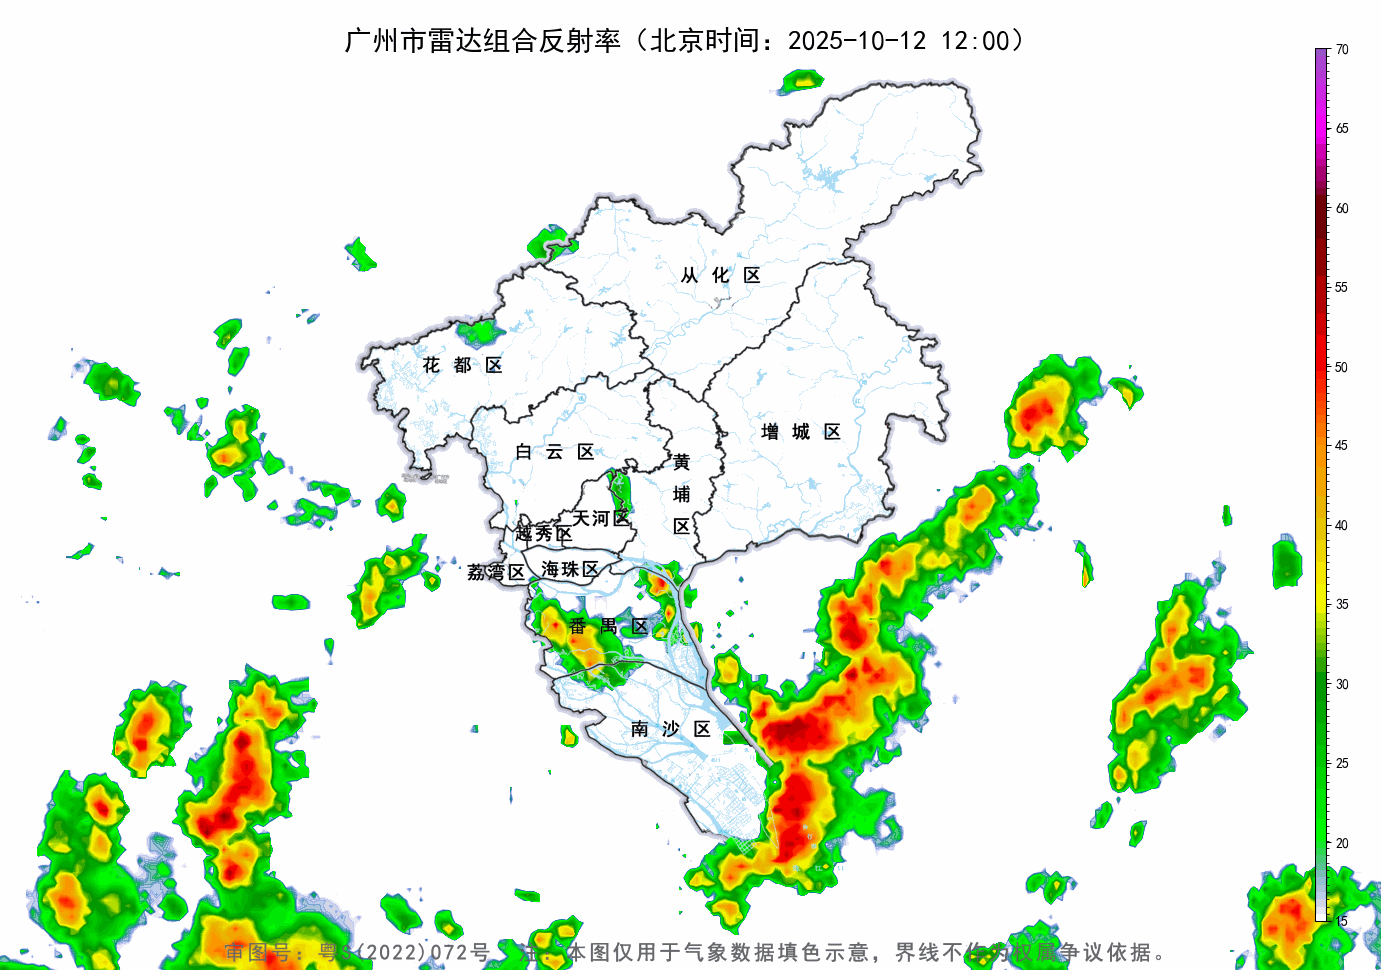 广州市雷达组合反射率（北京时间：2025-10-12 12:00）
70
65
60
55
50
45
40
35
30
25
20
15
从化区
花都区
增城区
白云区
黄埔区
天河区
越秀区
荔湾区
海珠区
番禺区
南沙区
审图号：粤S(2022)072号 注：本图仅用于气象数据填色示意，界线不作为权属争议依据。